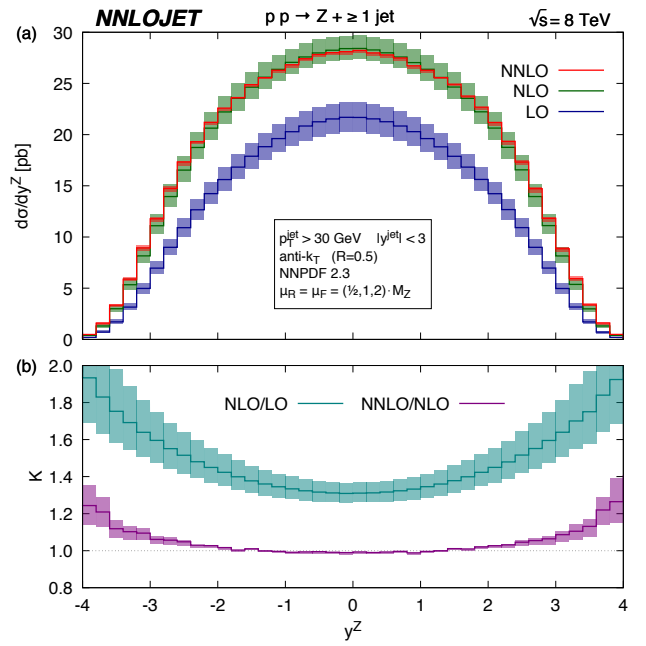 NNLOJET p p → Z + ≥ 1 jet √s = 8 TeV
(a)
30
25
20
15
10
5
0
dσ/dy^Z [pb]
NNLO
NLO
LO
p_T^jet > 30 GeV |y^jet| < 3
anti-k_T (R=0.5)
NNPDF 2.3
μ_R = μ_F = (½,1,2) · M_Z
(b)
2.0
1.8
1.6
1.4
1.2
1.0
0.8
K
NLO/LO NNLO/NLO
-4 -3 -2 -1 0 1 2 3 4
y^Z